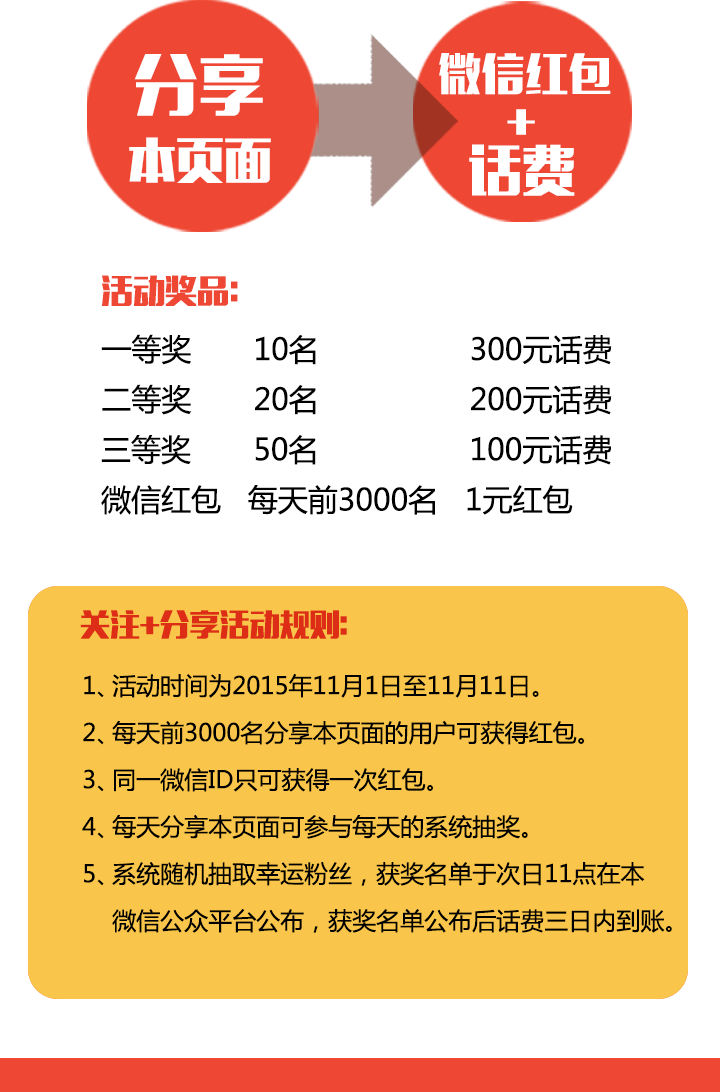 分享
本页面
微信红包
+
话费
活动奖品:
一等奖 10名 300元话费
二等奖 20名 200元话费
三等奖 50名 100元话费
微信红包 每天前3000名 1元红包
关注+分享活动规则:
1、活动时间为2015年11月1日至11月11日。
2、每天前3000名分享本页面的用户可获得红包。
3、同一微信ID只可获得一次红包。
4、每天分享本页面可参与每天的系统抽奖。
5、系统随机抽取幸运粉丝，获奖名单于次日11点在本
微信公众平台公布，获奖名单公布后话费三日内到账。